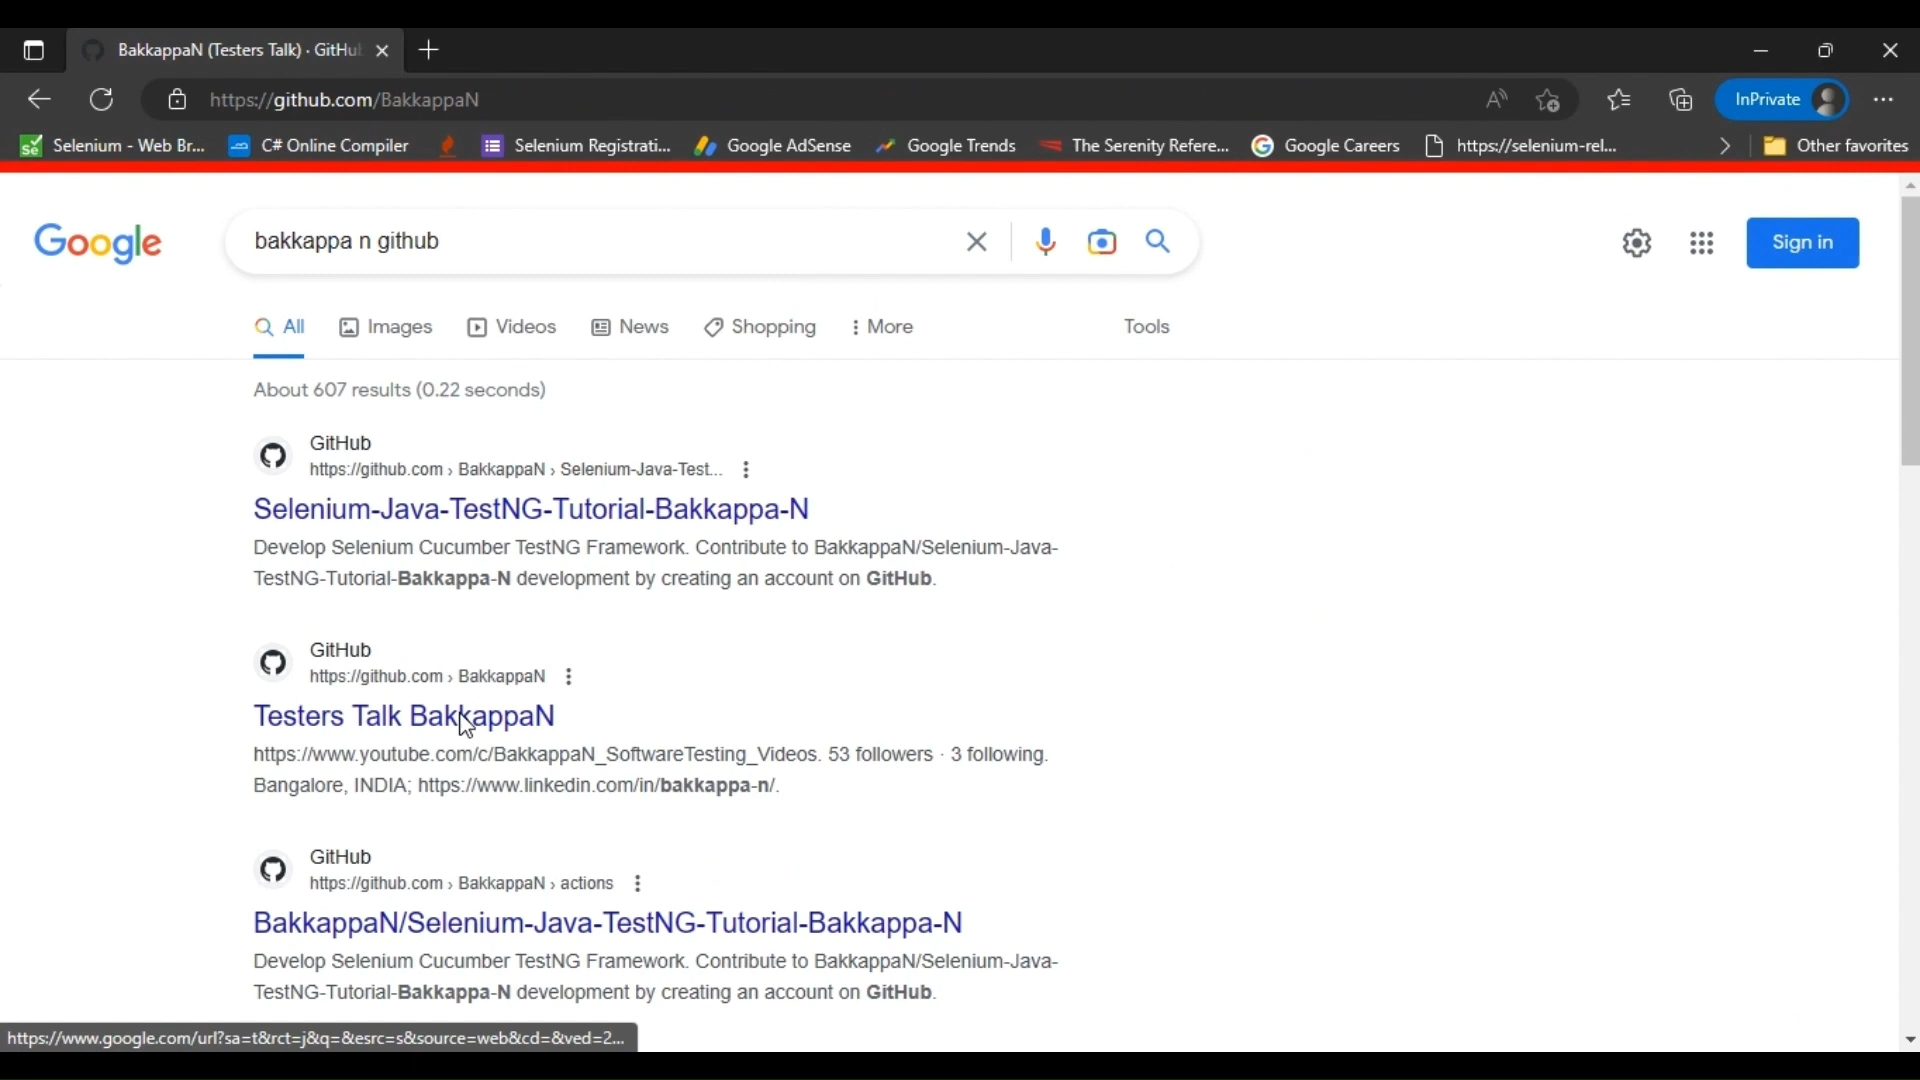 BakkappaN (Testers Talk) · GitHu
https://github.com/BakkappaN
InPrivate
Selenium - Web Br...
C# Online Compiler
Selenium Registrati...
Google AdSense
Google Trends
The Serenity Refere...
Google Careers
https://selenium-rel...
Other favorites
Google
bakkappa n github
Sign in
All
Images
Videos
News
Shopping
More
Tools
About 607 results (0.22 seconds)
GitHub
https://github.com › BakkappaN › Selenium-Java-Test...
Selenium-Java-TestNG-Tutorial-Bakkappa-N
Develop Selenium Cucumber TestNG Framework. Contribute to BakkappaN/Selenium-Java-
TestNG-Tutorial-Bakkappa-N development by creating an account on GitHub.
GitHub
https://github.com › BakkappaN
Testers Talk BakkappaN
https://www.youtube.com/c/BakkappaN_SoftwareTesting_Videos. 53 followers · 3 following.
Bangalore, INDIA; https://www.linkedin.com/in/bakkappa-n/.
GitHub
https://github.com › BakkappaN › actions
BakkappaN/Selenium-Java-TestNG-Tutorial-Bakkappa-N
Develop Selenium Cucumber TestNG Framework. Contribute to BakkappaN/Selenium-Java-
TestNG-Tutorial-Bakkappa-N development by creating an account on GitHub.
https://www.google.com/url?sa=t&rct=j&q=&esrc=s&source=web&cd=&ved=2...